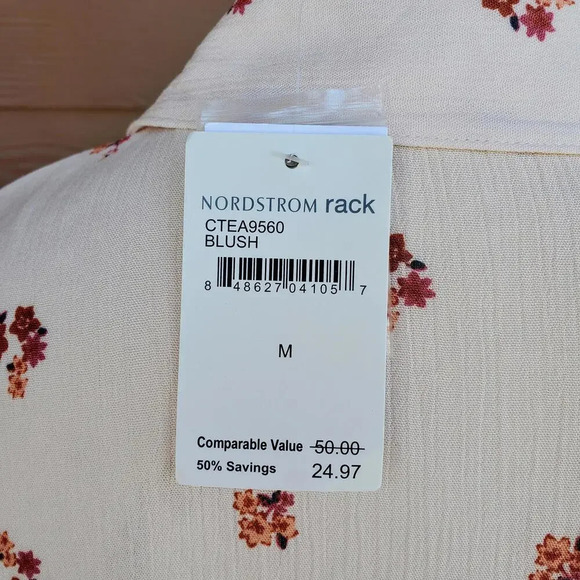 NORDSTROM rack
CTEA9560
BLUSH
8 48627 04105 7
M
Comparable Value 50.00
50% Savings 24.97